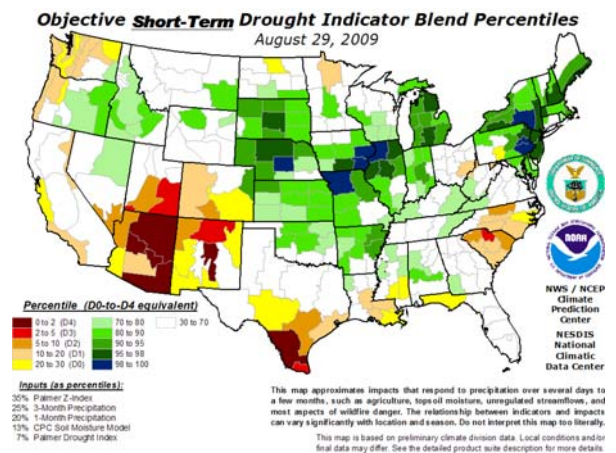 Objective Short-Term Drought Indicator Blend Percentiles
August 29, 2009
NOAA
NWS / NCEP
Climate
Prediction
Center
NESDIS
National
Climatic
Data Center
Percentile (D0-to-D4 equivalent)
0 to 2 (D4) 70 to 80 30 to 70
2 to 5 (D3) 80 to 90
5 to 10 (D2) 90 to 95
10 to 20 (D1) 95 to 98
20 to 30 (D0) 98 to 100
Inputs (as percentiles):
35% Palmer Z-Index
25% 3-Month Precipitation
20% 1-Month Precipitation
13% CPC Soil Moisture Model
7% Palmer Drought Index
This map approximates impacts that respond to precipitation over several days to
a few months, such as agriculture, topsoil moisture, unregulated streamflows, and
most aspects of wildfire danger. The relationship between indicators and impacts
can vary significantly with location and season. Do not interpret this map too literally.
This map is based on preliminary climate division data. Local conditions and/or
final data may differ. See the detailed product suite description for more details.